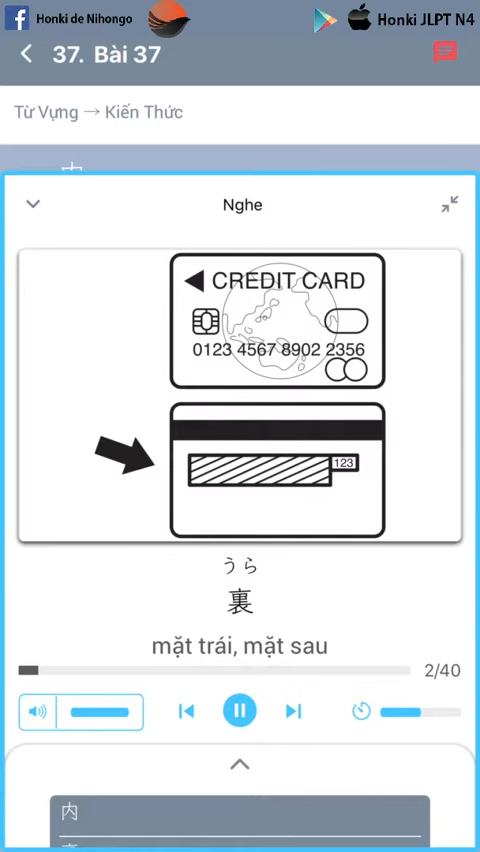 Honki de Nihongo
Honki JLPT N4
37. Bài 37
Từ Vựng → Kiến Thức
内
Nghe
CREDIT CARD
0123 4567 8902 2356
123
うら
裏
mặt trái, mặt sau
2/40
内